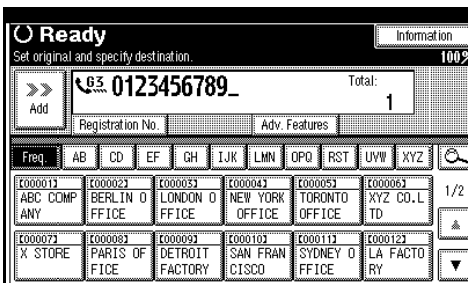 Ready
Information
Set original and specify destination.
100%
>>
Add
G3 0123456789_
Total:
1
Registration No.
Adv. Features
Freq. AB CD EF GH IJK LMN OPQ RST UVW XYZ
[00001] [00002] [00003] [00004] [00005] [00006]
ABC COMP BERLIN O LONDON O NEW YORK TORONTO XYZ CO.L
ANY FFICE FFICE OFFICE OFFICE TD
1/2
[00007] [00008] [00009] [00010] [00011] [00012]
X STORE PARIS OF DETROIT SAN FRAN SYDNEY O LA FACTO
FICE FACTORY CISCO FFICE RY